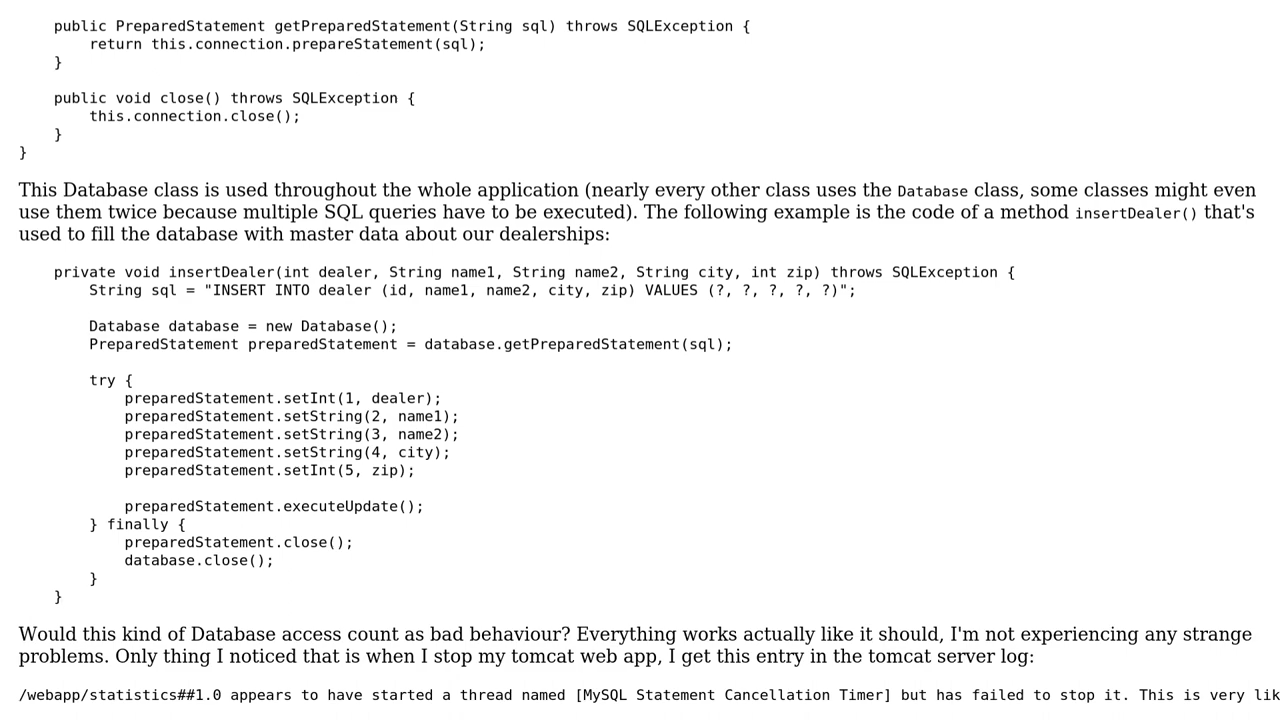 public PreparedStatement getPreparedStatement(String sql) throws SQLException {
return this.connection.prepareStatement(sql);
}
public void close() throws SQLException {
this.connection.close();
}
}
This Database class is used throughout the whole application (nearly every other class uses the Database class, some classes might even
use them twice because multiple SQL queries have to be executed). The following example is the code of a method insertDealer() that's
used to fill the database with master data about our dealerships:
private void insertDealer(int dealer, String name1, String name2, String city, int zip) throws SQLException {
String sql = "INSERT INTO dealer (id, name1, name2, city, zip) VALUES (?, ?, ?, ?, ?)";
Database database = new Database();
PreparedStatement preparedStatement = database.getPreparedStatement(sql);
try {
preparedStatement.setInt(1, dealer);
preparedStatement.setString(2, name1);
preparedStatement.setString(3, name2);
preparedStatement.setString(4, city);
preparedStatement.setInt(5, zip);
preparedStatement.executeUpdate();
} finally {
preparedStatement.close();
database.close();
}
}
Would this kind of Database access count as bad behaviour? Everything works actually like it should, I'm not experiencing any strange
problems. Only thing I noticed that is when I stop my tomcat web app, I get this entry in the tomcat server log:
/webapp/statistics##1.0 appears to have started a thread named [MySQL Statement Cancellation Timer] but has failed to stop it. This is very lik